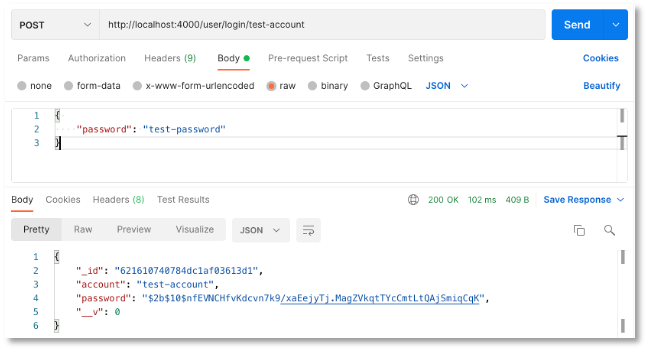 POST http://localhost:4000/user/login/test-account Send
Params Authorization Headers (9) Body Pre-request Script Tests Settings Cookies
none form-data x-www-form-urlencoded raw binary GraphQL JSON Beautify
1 {
2 "password": "test-password"
3 }
Body Cookies Headers (8) Test Results 200 OK 102 ms 409 B Save Response
Pretty Raw Preview Visualize JSON
1 {
2 "_id": "621610740784dc1af03613d1",
3 "account": "test-account",
4 "password": "$2b$10$nfEVNCHfvKdcvn7k9/xaEejyTj.MagZVkqtTYcCmtLtQAjSmiqCqK",
5 "__v": 0
6 }